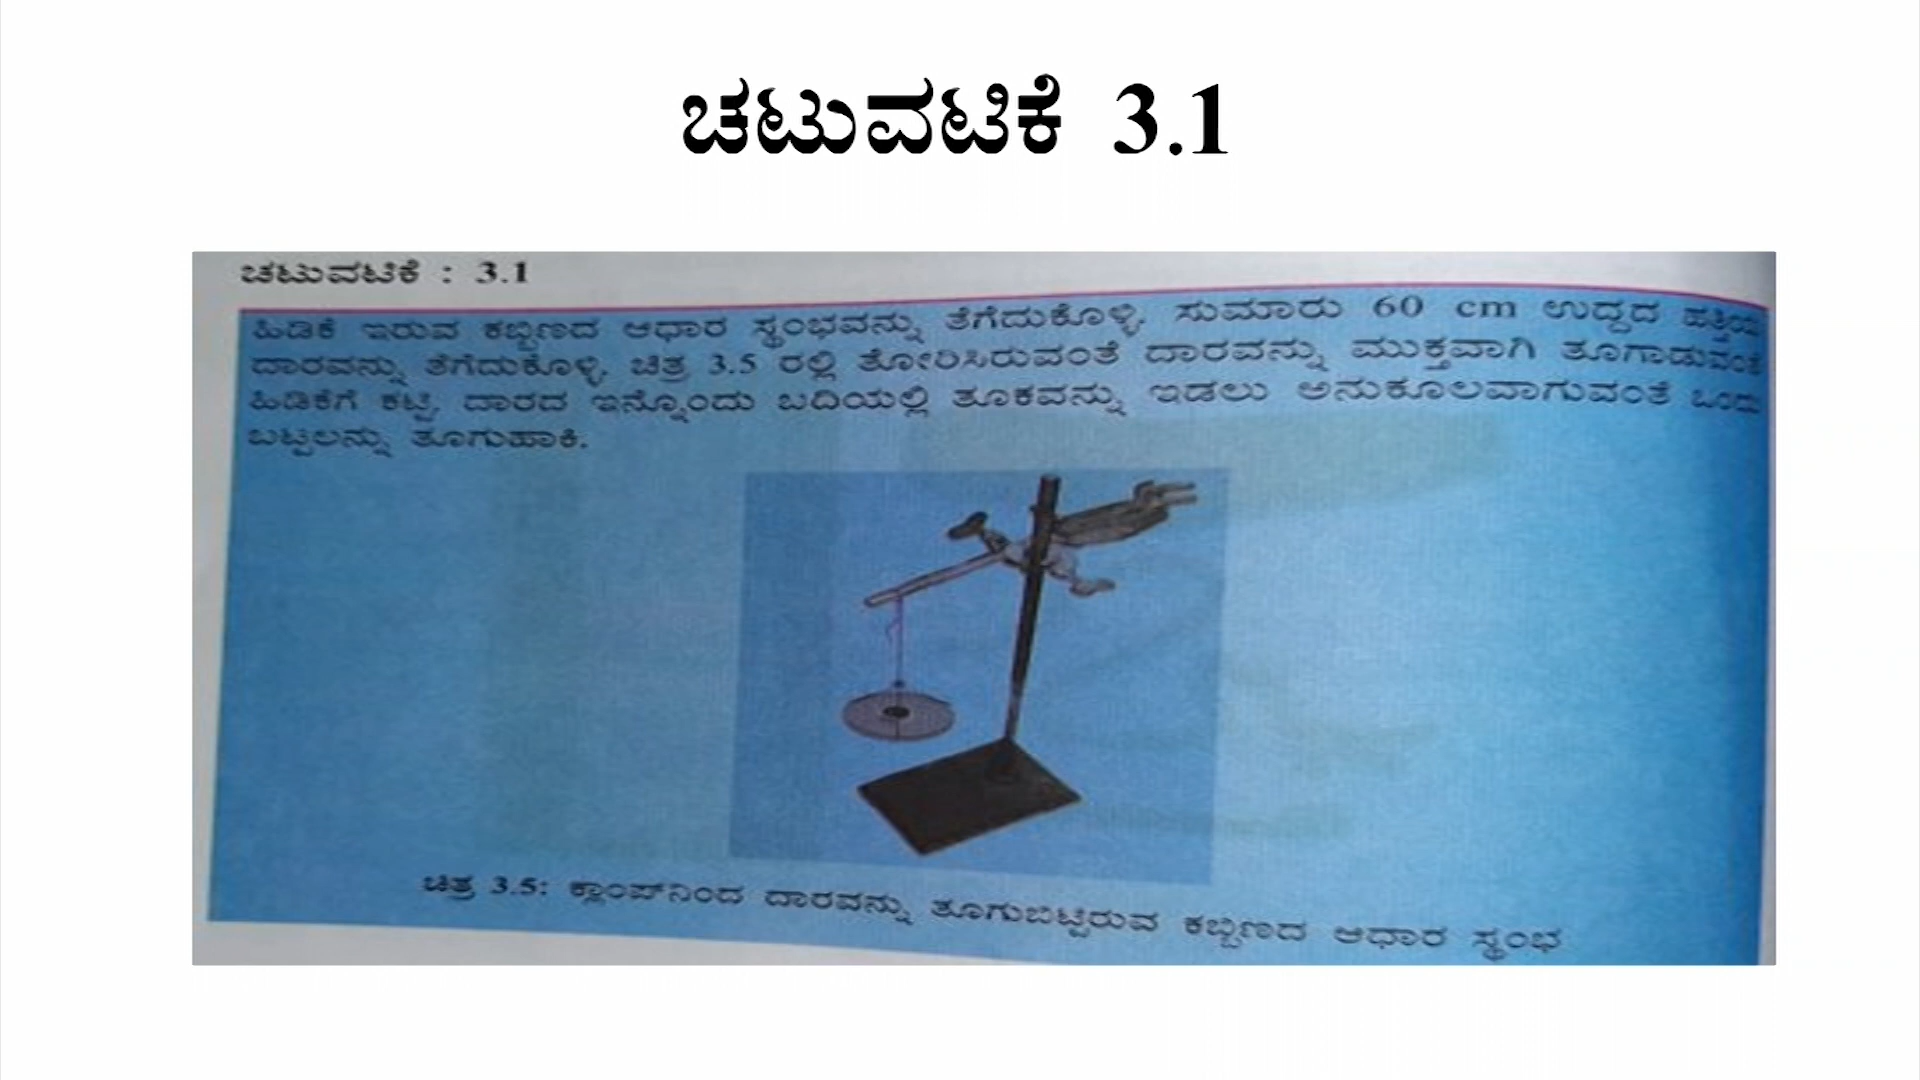 ಚಟುವಟಿಕೆ 3.1
ಚಟುವಟಿಕೆ : 3.1
ಹಿಡಿಕೆ ಇರುವ ಕಬ್ಬಿಣದ ಆಧಾರ ಸ್ಥಂಭವನ್ನು ತೆಗೆದುಕೊಳ್ಳಿ. ಸುಮಾರು 60 cm ಉದ್ದದ ಹತ್ತಿಯ
ದಾರವನ್ನು ತೆಗೆದುಕೊಳ್ಳಿ. ಚಿತ್ರ 3.5 ರಲ್ಲಿ ತೋರಿಸಿರುವಂತೆ ದಾರವನ್ನು ಮುಕ್ತವಾಗಿ ತೂಗಾಡುವಂತೆ
ಹಿಡಿಕೆಗೆ ಕಟ್ಟಿ. ದಾರದ ಇನ್ನೊಂದು ಬದಿಯಲ್ಲಿ ತೂಕವನ್ನು ಇಡಲು ಅನುಕೂಲವಾಗುವಂತೆ ಒಂದು
ಬಟ್ಟಲನ್ನು ತೂಗುಹಾಕಿ.
ಚಿತ್ರ 3.5: ಕ್ಲಾಂಪ್‌ನಿಂದ ದಾರವನ್ನು ತೂಗುಬಿಟ್ಟಿರುವ ಕಬ್ಬಿಣದ ಆಧಾರ ಸ್ಥಂಭ